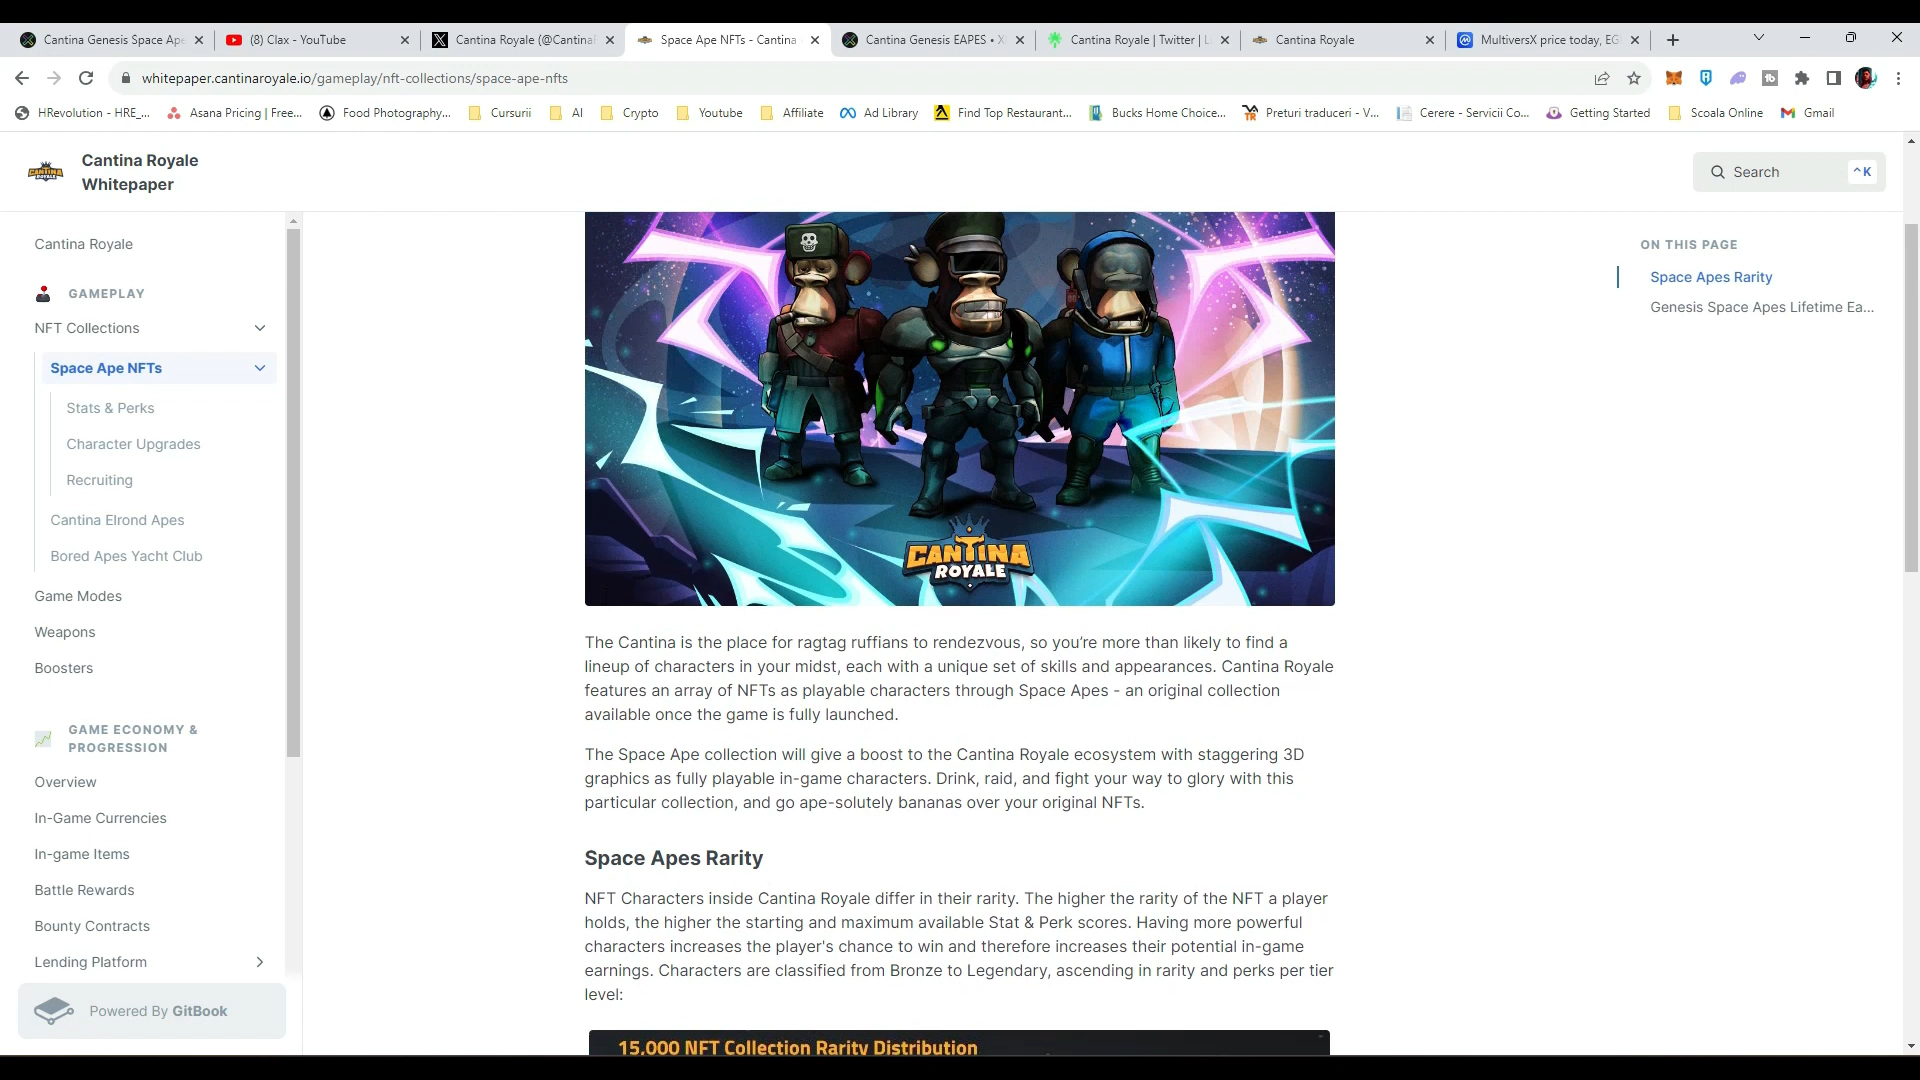 Cantina Genesis Space Ape
(8) Clax - YouTube
Cantina Royale (@Cantina
Space Ape NFTs - Cantina
Cantina Genesis EAPES • X
Cantina Royale | Twitter | L
Cantina Royale
MultiversX price today, EG
whitepaper.cantinaroyale.io/gameplay/nft-collections/space-ape-nfts
HRevolution - HRE_...
Asana Pricing | Free...
Food Photography...
Cursurii
AI
Crypto
Youtube
Affiliate
Ad Library
Find Top Restaurant...
Bucks Home Choice...
Preturi traduceri - V...
Cerere - Servicii Co...
Getting Started
Scoala Online
Gmail
Cantina Royale
Whitepaper
Search
^K
Cantina Royale
GAMEPLAY
NFT Collections
Space Ape NFTs
Stats & Perks
Character Upgrades
Recruiting
Cantina Elrond Apes
Bored Apes Yacht Club
Game Modes
Weapons
Boosters
GAME ECONOMY &
PROGRESSION
Overview
In-Game Currencies
In-game Items
Battle Rewards
Bounty Contracts
Lending Platform
Powered By GitBook
CANTINA
ROYALE
The Cantina is the place for ragtag ruffians to rendezvous, so you’re more than likely to find a
lineup of characters in your midst, each with a unique set of skills and appearances. Cantina Royale
features an array of NFTs as playable characters through Space Apes - an original collection
available once the game is fully launched.
The Space Ape collection will give a boost to the Cantina Royale ecosystem with staggering 3D
graphics as fully playable in-game characters. Drink, raid, and fight your way to glory with this
particular collection, and go ape-solutely bananas over your original NFTs.
Space Apes Rarity
NFT Characters inside Cantina Royale differ in their rarity. The higher the rarity of the NFT a player
holds, the higher the starting and maximum available Stat & Perk scores. Having more powerful
characters increases the player's chance to win and therefore increases their potential in-game
earnings. Characters are classified from Bronze to Legendary, ascending in rarity and perks per tier
level:
15,000 NFT Collection Rarity Distribution
ON THIS PAGE
Space Apes Rarity
Genesis Space Apes Lifetime Ea...